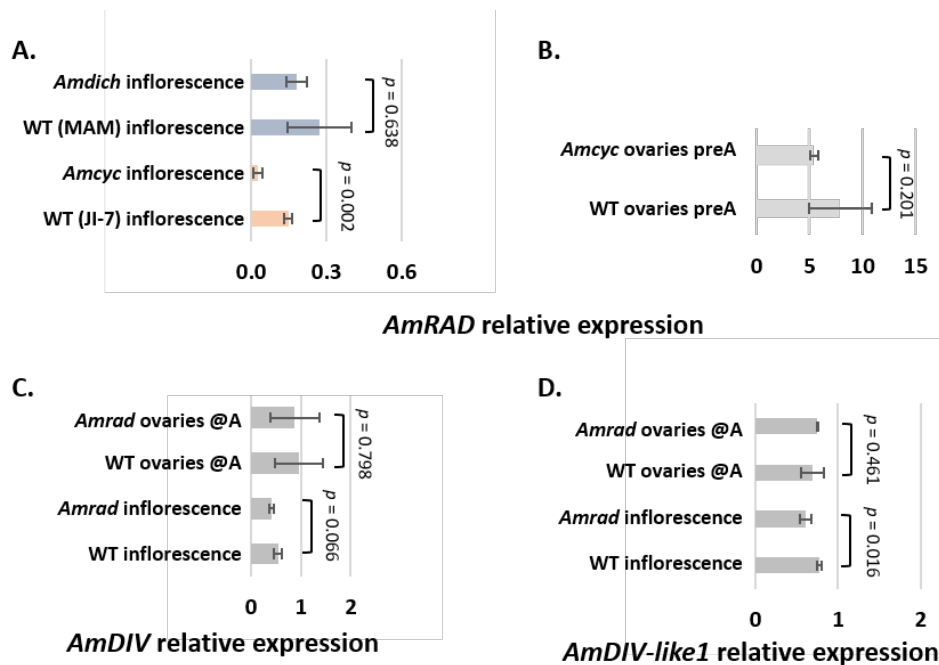 A.
Amdich inflorescence
WT (MAM) inflorescence
Amcyc inflorescence
WT (JI-7) inflorescence
p = 0.638
p = 0.002
0.0 0.3 0.6
B.
Amcyc ovaries preA
WT ovaries preA
p = 0.201
0 5 10 15
AmRAD relative expression
C.
Amrad ovaries @A
WT ovaries @A
Amrad inflorescence
WT inflorescence
p = 0.798
p = 0.066
0 1 2
AmDIV relative expression
D.
Amrad ovaries @A
WT ovaries @A
Amrad inflorescence
WT inflorescence
p = 0.461
p = 0.016
0 1 2
AmDIV-like1 relative expression